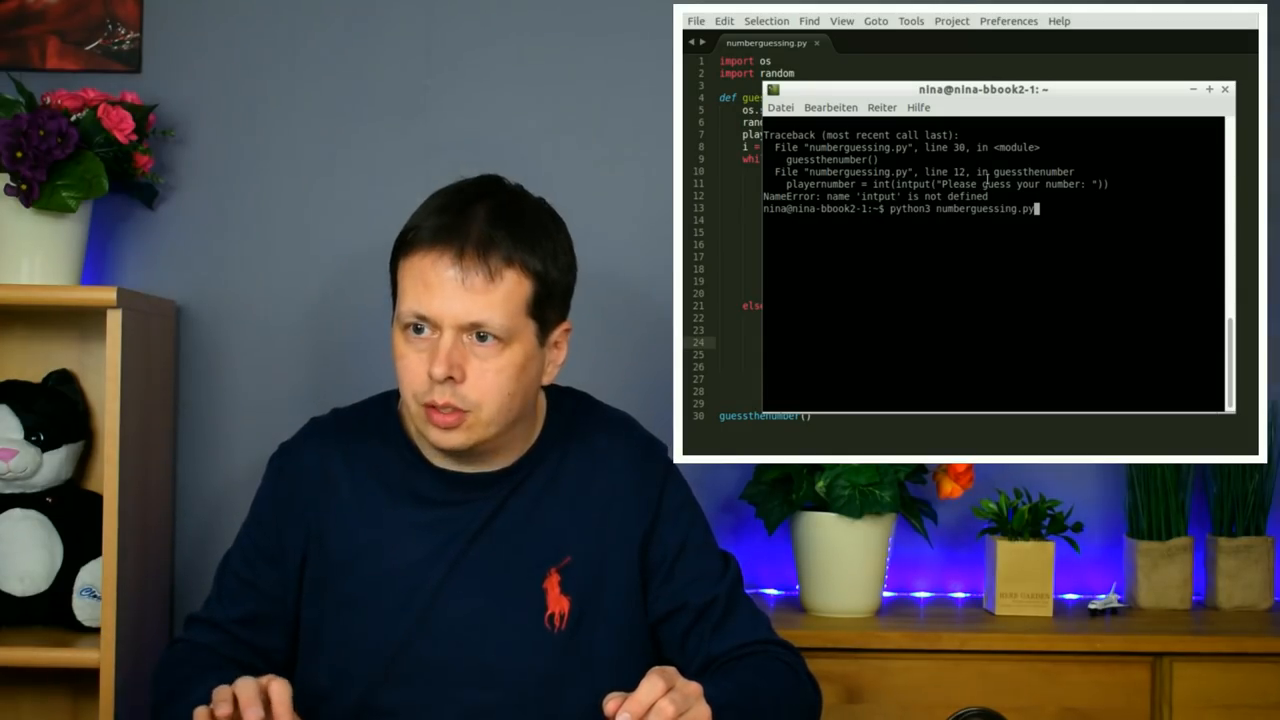 File Edit Selection Find View Goto Tools Project Preferences Help
numberguessing.py
1 import os
2 import random
3
4 def gue
5 os.
6 ran
7 pla
8 i =
9 whi
10
11
12
13
14
15
16
17
18
19
20
21 els
22
23
24
25
26
27
28
29
30 guessthenumber()
nina@nina-bbook2-1: ~
Datei Bearbeiten Reiter Hilfe
Traceback (most recent call last):
File "numberguessing.py", line 30, in <module>
guessthenumber()
File "numberguessing.py", line 12, in guessthenumber
playernumber = int(intput("Please guess your number: "))
NameError: name 'intput' is not defined
nina@nina-bbook2-1:~$ python3 numberguessing.py
HERB GARDEN